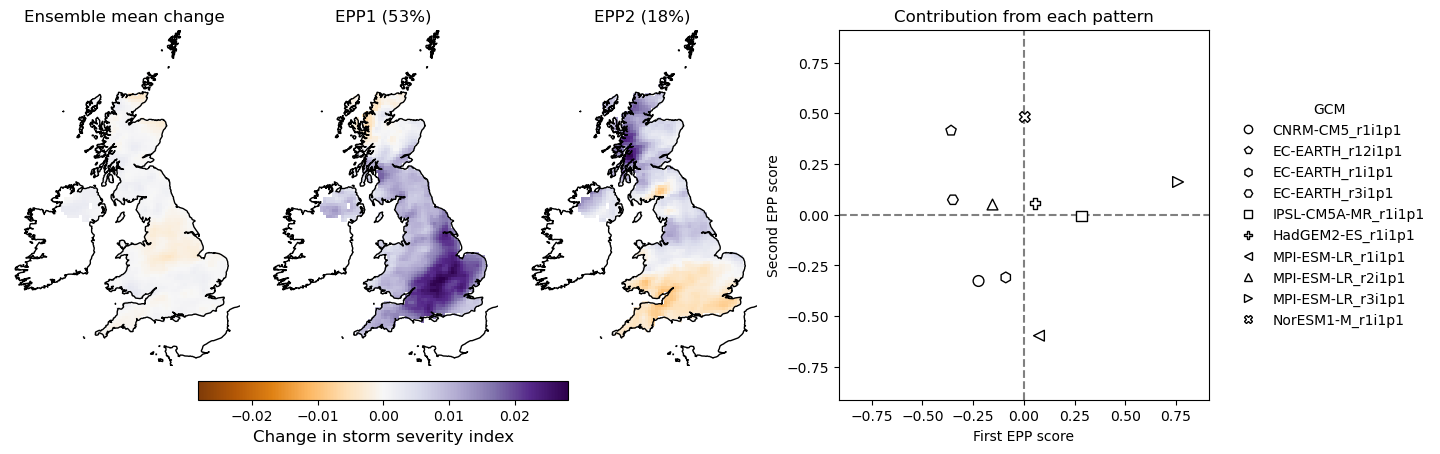 Ensemble mean change
EPP1 (53%)
EPP2 (18%)
−0.02
−0.01
0.00
0.01
0.02
Change in storm severity index
Contribution from each pattern
Second EPP score
0.75
0.50
0.25
0.00
−0.25
−0.50
−0.75
−0.75
−0.50
−0.25
0.00
0.25
0.50
0.75
First EPP score
GCM
CNRM-CM5_r1i1p1
EC-EARTH_r12i1p1
EC-EARTH_r1i1p1
EC-EARTH_r3i1p1
IPSL-CM5A-MR_r1i1p1
HadGEM2-ES_r1i1p1
MPI-ESM-LR_r1i1p1
MPI-ESM-LR_r2i1p1
MPI-ESM-LR_r3i1p1
NorESM1-M_r1i1p1